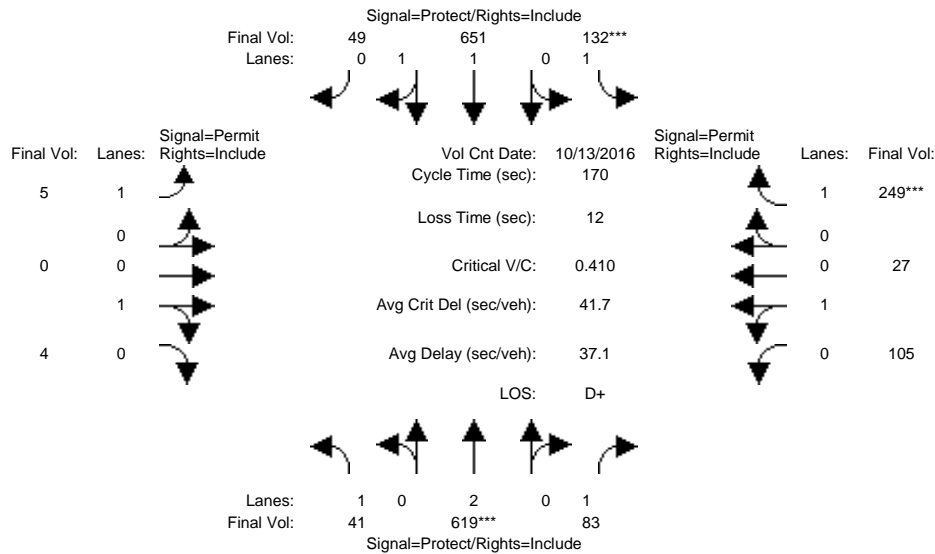 Signal=Protect/Rights=Include
Final Vol: 49 651 132***
Lanes: 0 1 1 0 1
Signal=Permit Signal=Permit
Final Vol: Lanes: Rights=Include Vol Cnt Date: 10/13/2016 Rights=Include Lanes: Final Vol:
Cycle Time (sec): 170
5 1 1 249***
Loss Time (sec): 12
0 0
0 0 Critical V/C: 0.410 0 27
1 Avg Crit Del (sec/veh): 41.7 1
4 0 Avg Delay (sec/veh): 37.1 0 105
LOS: D+
Lanes: 1 0 2 0 1
Final Vol: 41 619*** 83
Signal=Protect/Rights=Include